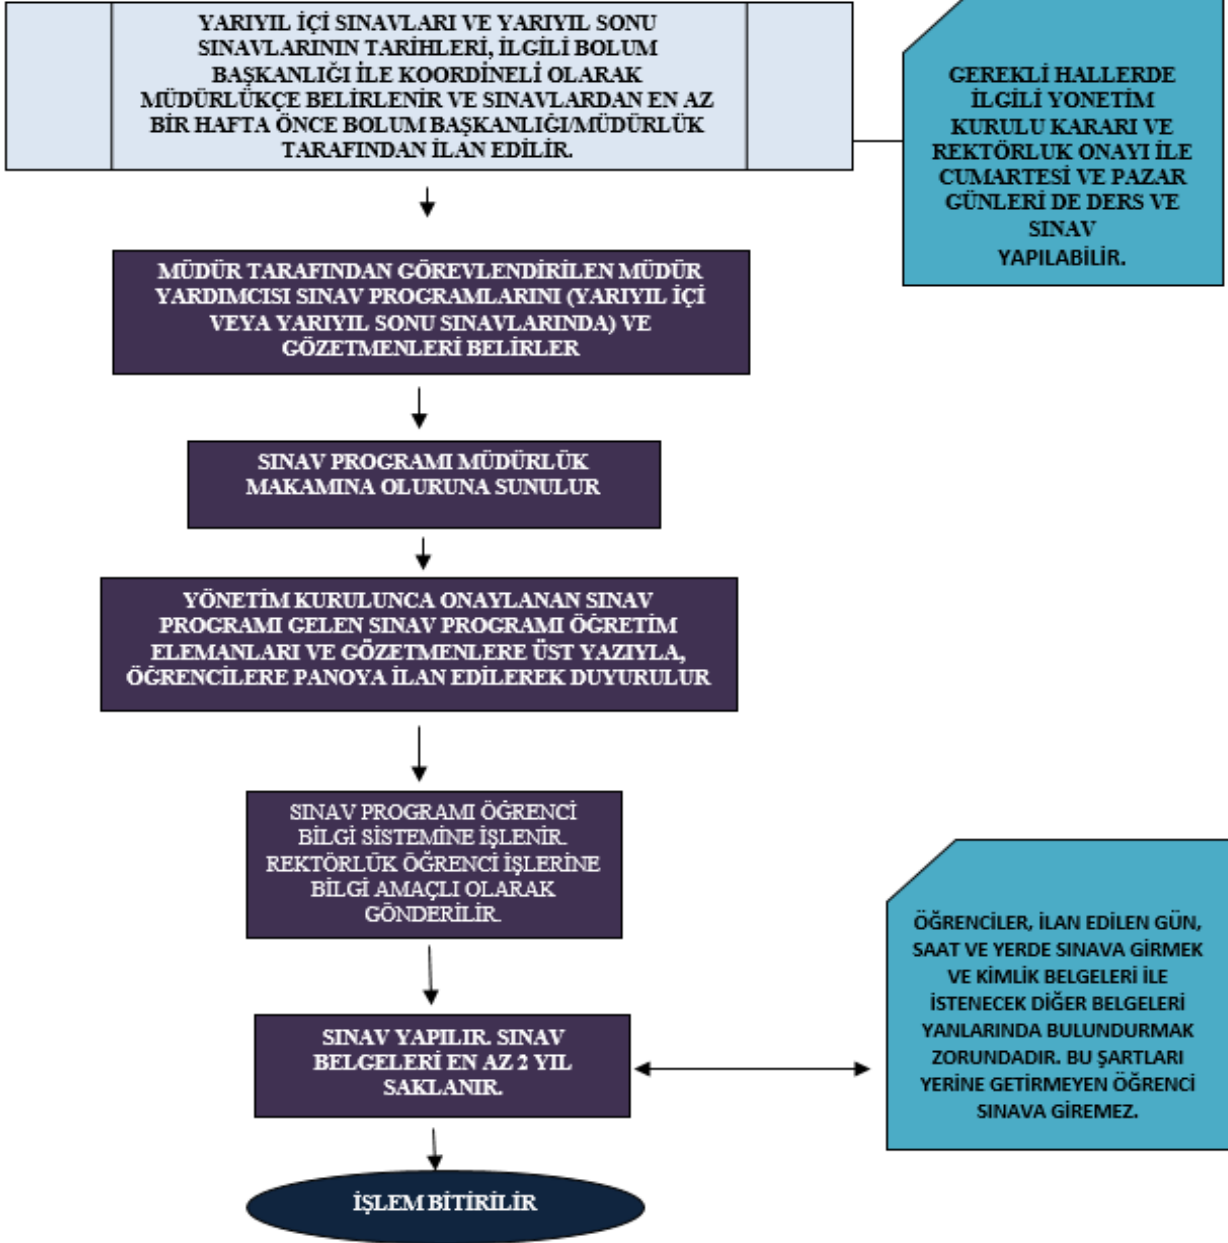 YARIYIL İÇİ SINAVLARI VE YARIYIL SONU
SINAVLARININ TARİHLERİ, İLGİLİ BOLUM
BAŞKANLIĞI İLE KOORDİNELİ OLARAK
MÜDÜRLÜKÇE BELİRLENİR VE SINAVLARDAN EN AZ
BİR HAFTA ÖNCE BOLUM BAŞKANLIĞI/MÜDÜRLÜK
TARAFINDAN İLAN EDİLİR.
GEREKLİ HALLERDE
İLGİLİ YONETİM
KURULU KARARI VE
REKTÖRLUK ONAYI İLE
CUMARTESİ VE PAZAR
GÜNLERİ DE DERS VE
SINAV
YAPILABİLİR.
MÜDÜR TARAFINDAN GÖREVLENDİRİLEN MÜDÜR
YARDIMCISI SINAV PROGRAMLARINI (YARIYIL İÇİ
VEYA YARIYIL SONU SINAVLARINDA) VE
GÖZETMENLERİ BELİRLER
SINAV PROGRAMI MÜDÜRLÜK
MAKAMINA OLURUNA SUNULUR
YÖNETİM KURULUNCA ONAYLANAN SINAV
PROGRAMI GELEN SINAV PROGRAMI ÖĞRETİM
ELEMANLARI VE GÖZETMENLERE ÜST YAZIYLA,
ÖĞRENCİLERE PANOYA İLAN EDİLEREK DUYURULUR
SINAV PROGRAMI ÖĞRENCİ
BİLGİ SİSTEMİNE İŞLENİR.
REKTÖRLÜK ÖĞRENCİ İŞLERİNE
BİLGİ AMAÇLI OLARAK
GÖNDERİLİR.
SINAV YAPILIR. SINAV
BELGELERİ EN AZ 2 YIL
SAKLANIR.
ÖĞRENCİLER, İLAN EDİLEN GÜN,
SAAT VE YERDE SINAVA GİRMEK
VE KİMLİK BELGELERİ İLE
İSTENECEK DİĞER BELGELERİ
YANLARINDA BULUNDURMAK
ZORUNDADIR. BU ŞARTLARI
YERİNE GETİRMEYEN ÖĞRENCİ
SINAVA GİREMEZ.
İŞLEM BİTİRİLİR